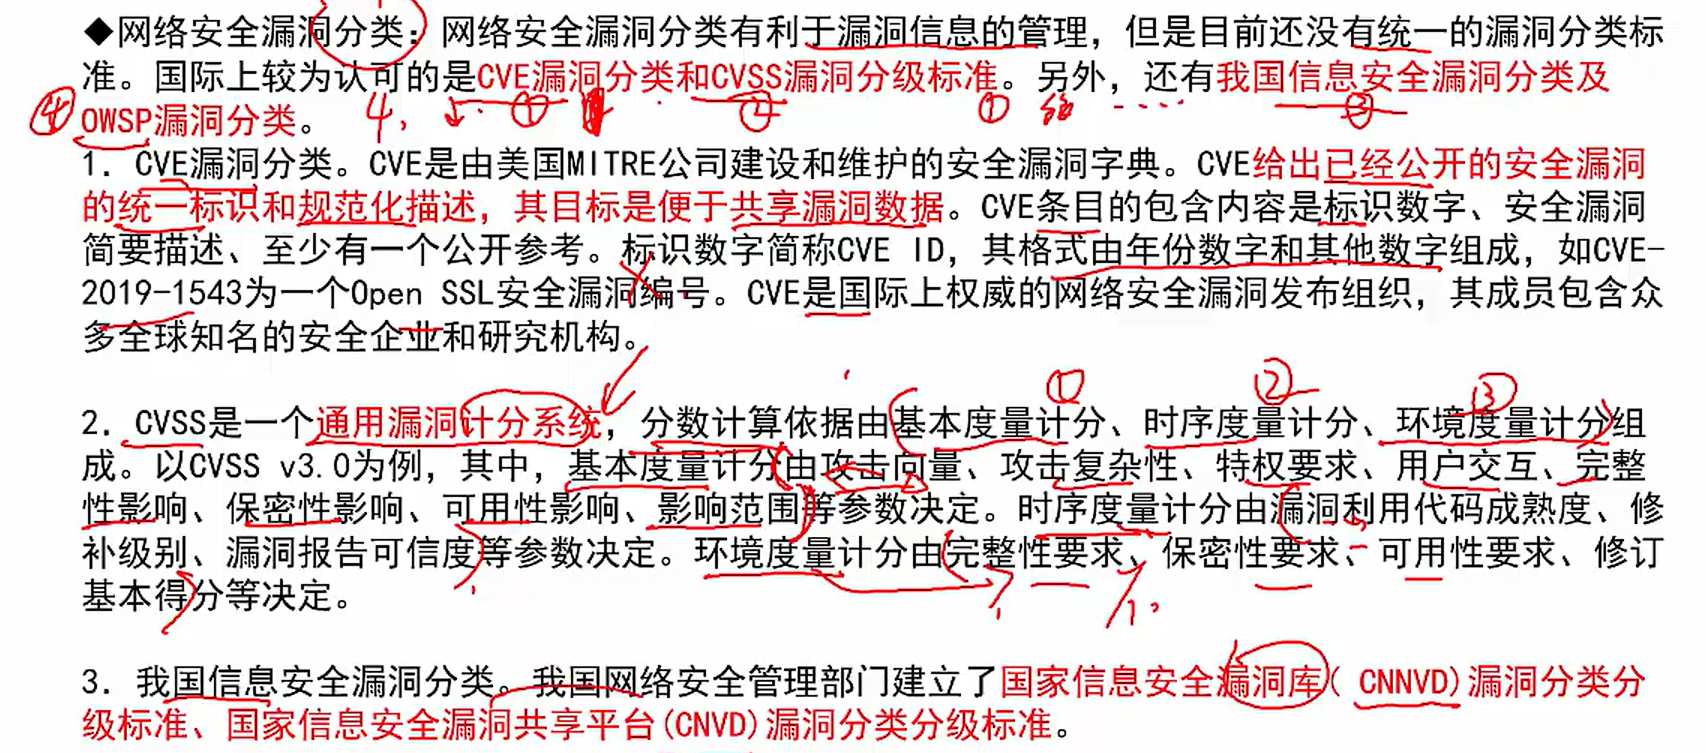 ◆网络安全漏洞分类：网络安全漏洞分类有利于漏洞信息的管理，但是目前还没有统一的漏洞分类标
准。国际上较为认可的是CVE漏洞分类和CVSS漏洞分级标准。另外，还有我国信息安全漏洞分类及
OWSP漏洞分类。
① ② ① ③ ④ 4.
1. CVE漏洞分类。CVE是由美国MITRE公司建设和维护的安全漏洞字典。CVE给出已经公开的安全漏洞
的统一标识和规范化描述，其目标是便于共享漏洞数据。CVE条目的包含内容是标识数字、安全漏洞
简要描述、至少有一个公开参考。标识数字简称CVE ID，其格式由年份数字和其他数字组成，如CVE-
2019-1543为一个Open SSL安全漏洞编号。CVE是国际上权威的网络安全漏洞发布组织，其成员包含众
多全球知名的安全企业和研究机构。
① ② ③
2. CVSS是一个通用漏洞计分系统，分数计算依据由基本度量计分、时序度量计分、环境度量计分组
成。以CVSS v3.0为例，其中，基本度量计分由攻击向量、攻击复杂性、特权要求、用户交互、完整
性影响、保密性影响、可用性影响、影响范围等参数决定。时序度量计分由漏洞利用代码成熟度、修
补级别、漏洞报告可信度等参数决定。环境度量计分由完整性要求、保密性要求、可用性要求、修订
基本得分等决定。
3. 我国信息安全漏洞分类。我国网络安全管理部门建立了国家信息安全漏洞库( CNNVD)漏洞分类分
级标准、国家信息安全漏洞共享平台(CNVD)漏洞分类分级标准。